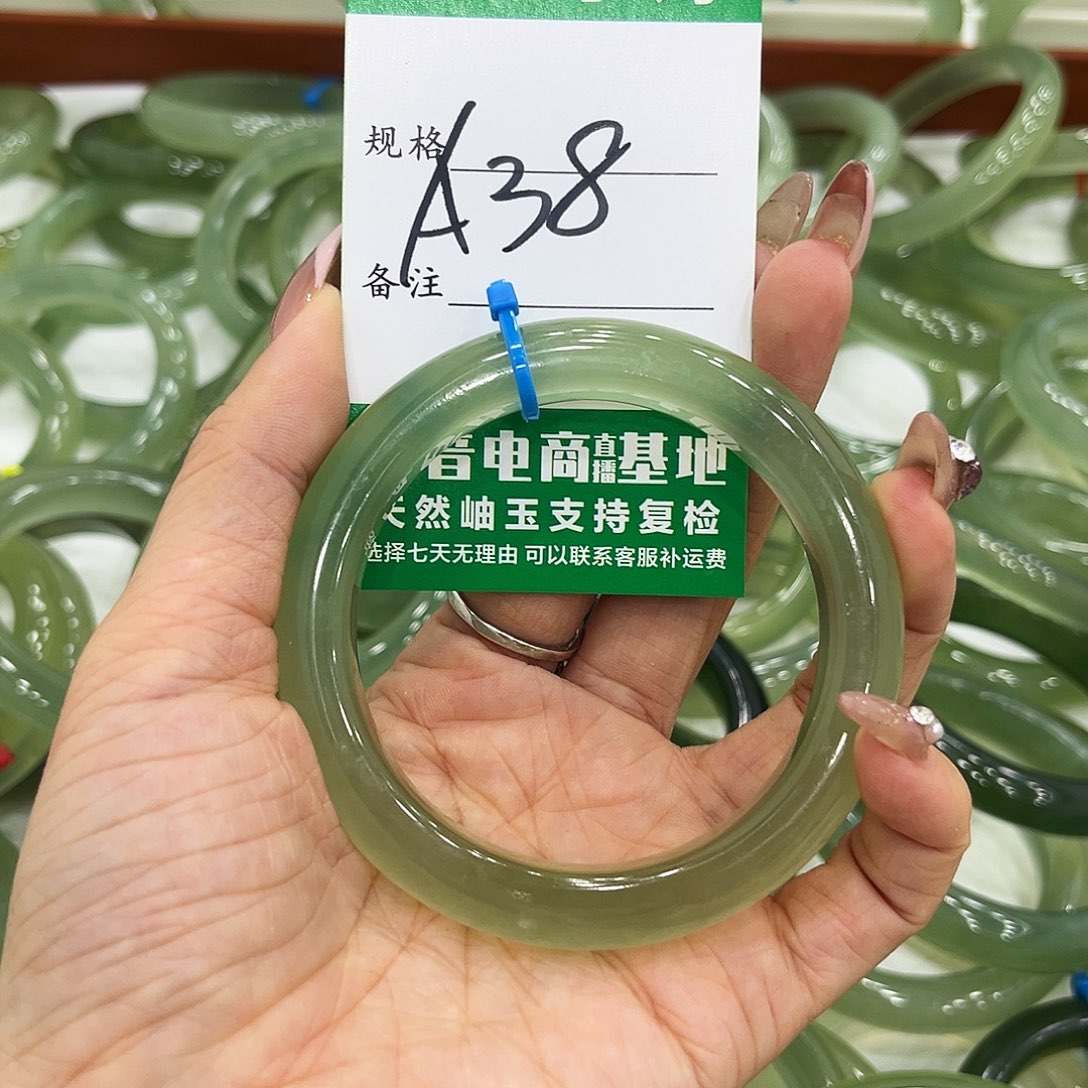 规格
A38
备注
电商直播基地
天然岫玉支持复检
选择七天无理由 可以联系客服补运费